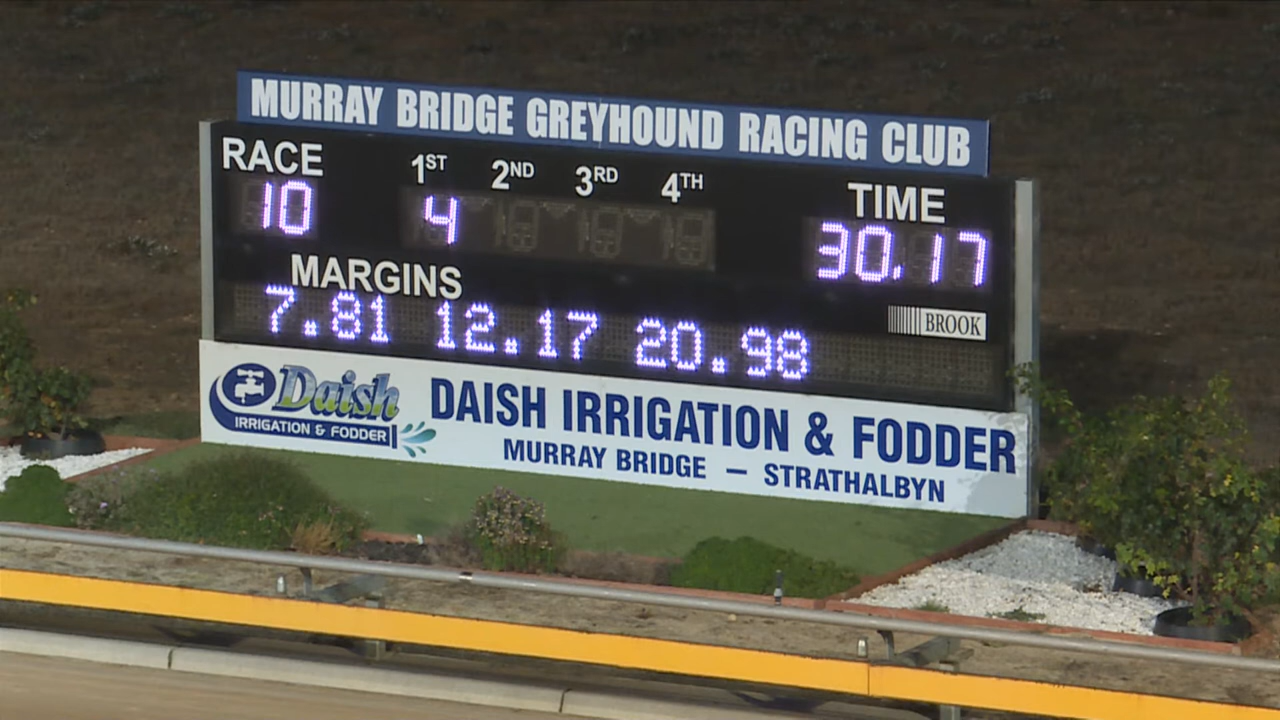 MURRAY BRIDGE GREYHOUND RACING CLUB
RACE 1ST 2ND 3RD 4TH TIME
10 4 30.17
MARGINS
7.81 12.17 20.98
BROOK
Daish
IRRIGATION & FODDER
DAISH IRRIGATION & FODDER
MURRAY BRIDGE – STRATHALBYN